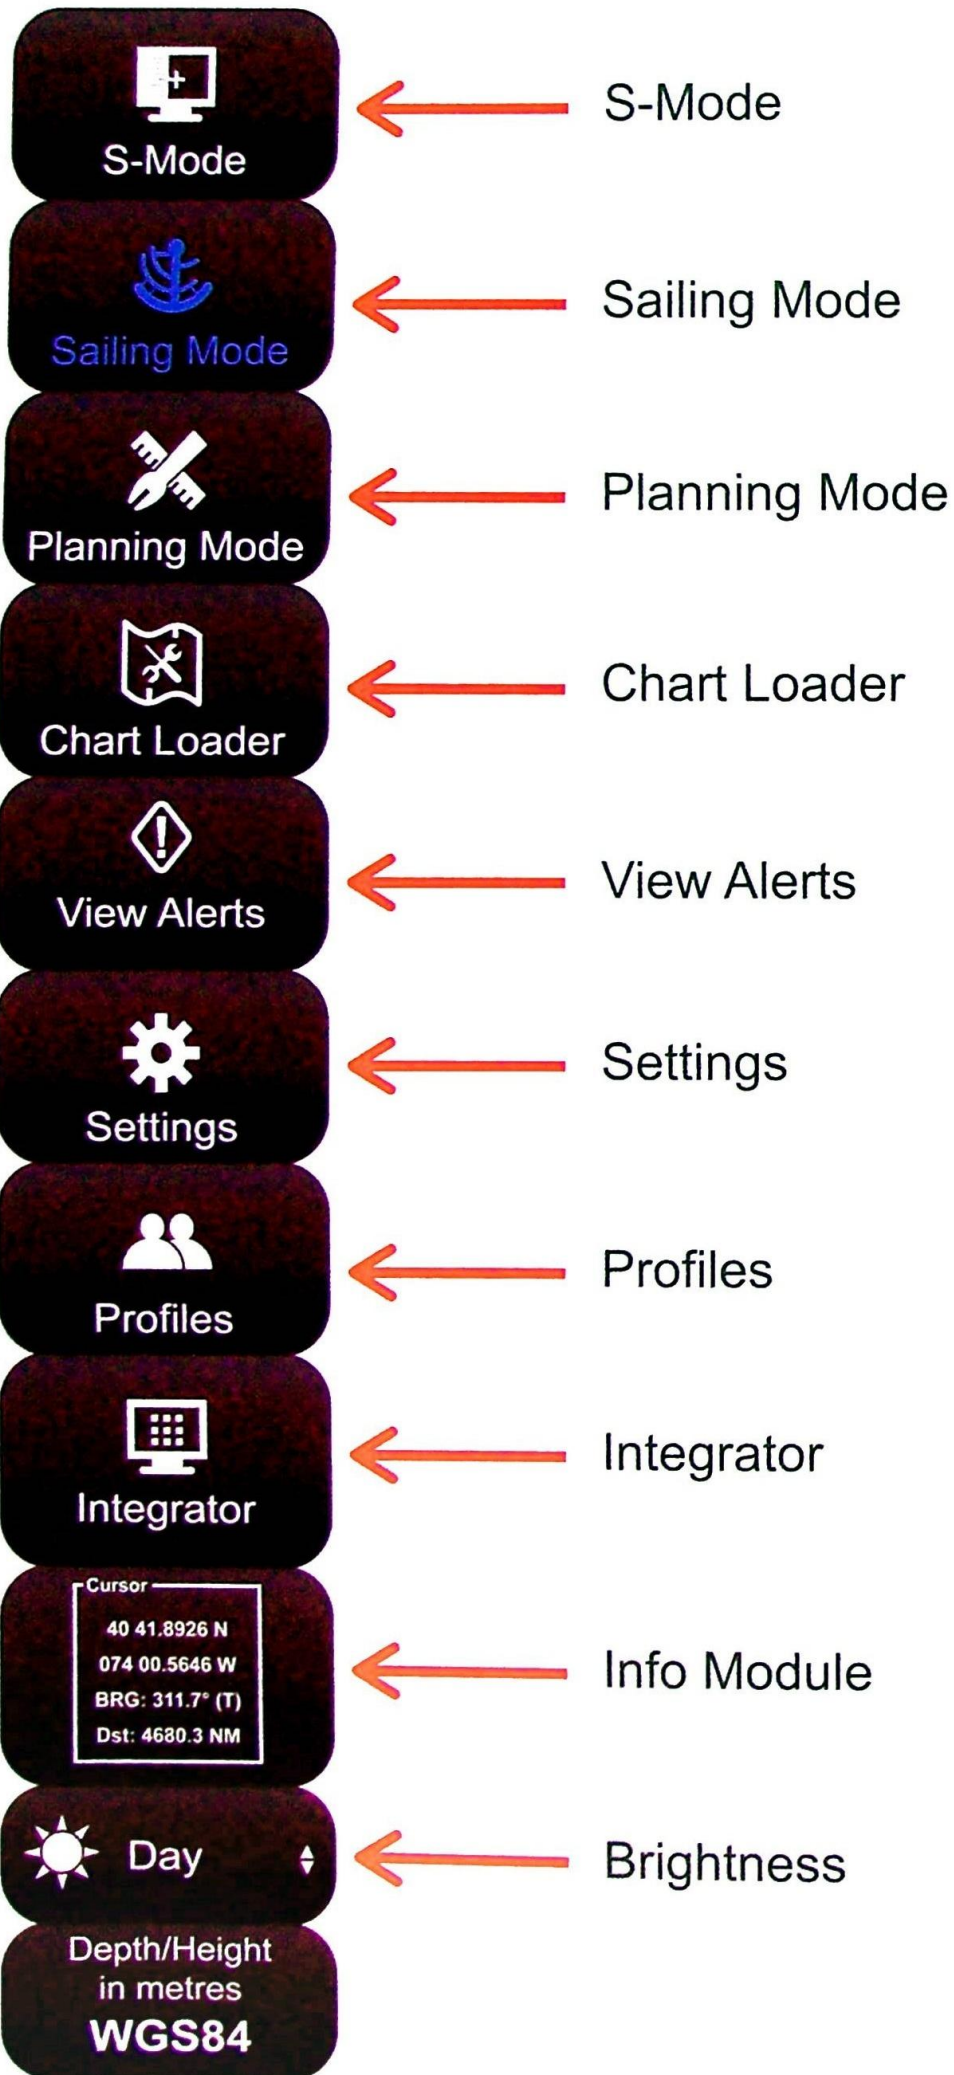 S-Mode
S-Mode
Sailing Mode
Sailing Mode
Planning Mode
Planning Mode
Chart Loader
Chart Loader
View Alerts
View Alerts
Settings
Settings
Profiles
Profiles
Integrator
Integrator
Cursor
40 41.8926 N
074 00.5646 W
BRG: 311.7° (T)
Dst: 4680.3 NM
Info Module
Day
Brightness
Depth/Height
in metres
WGS84